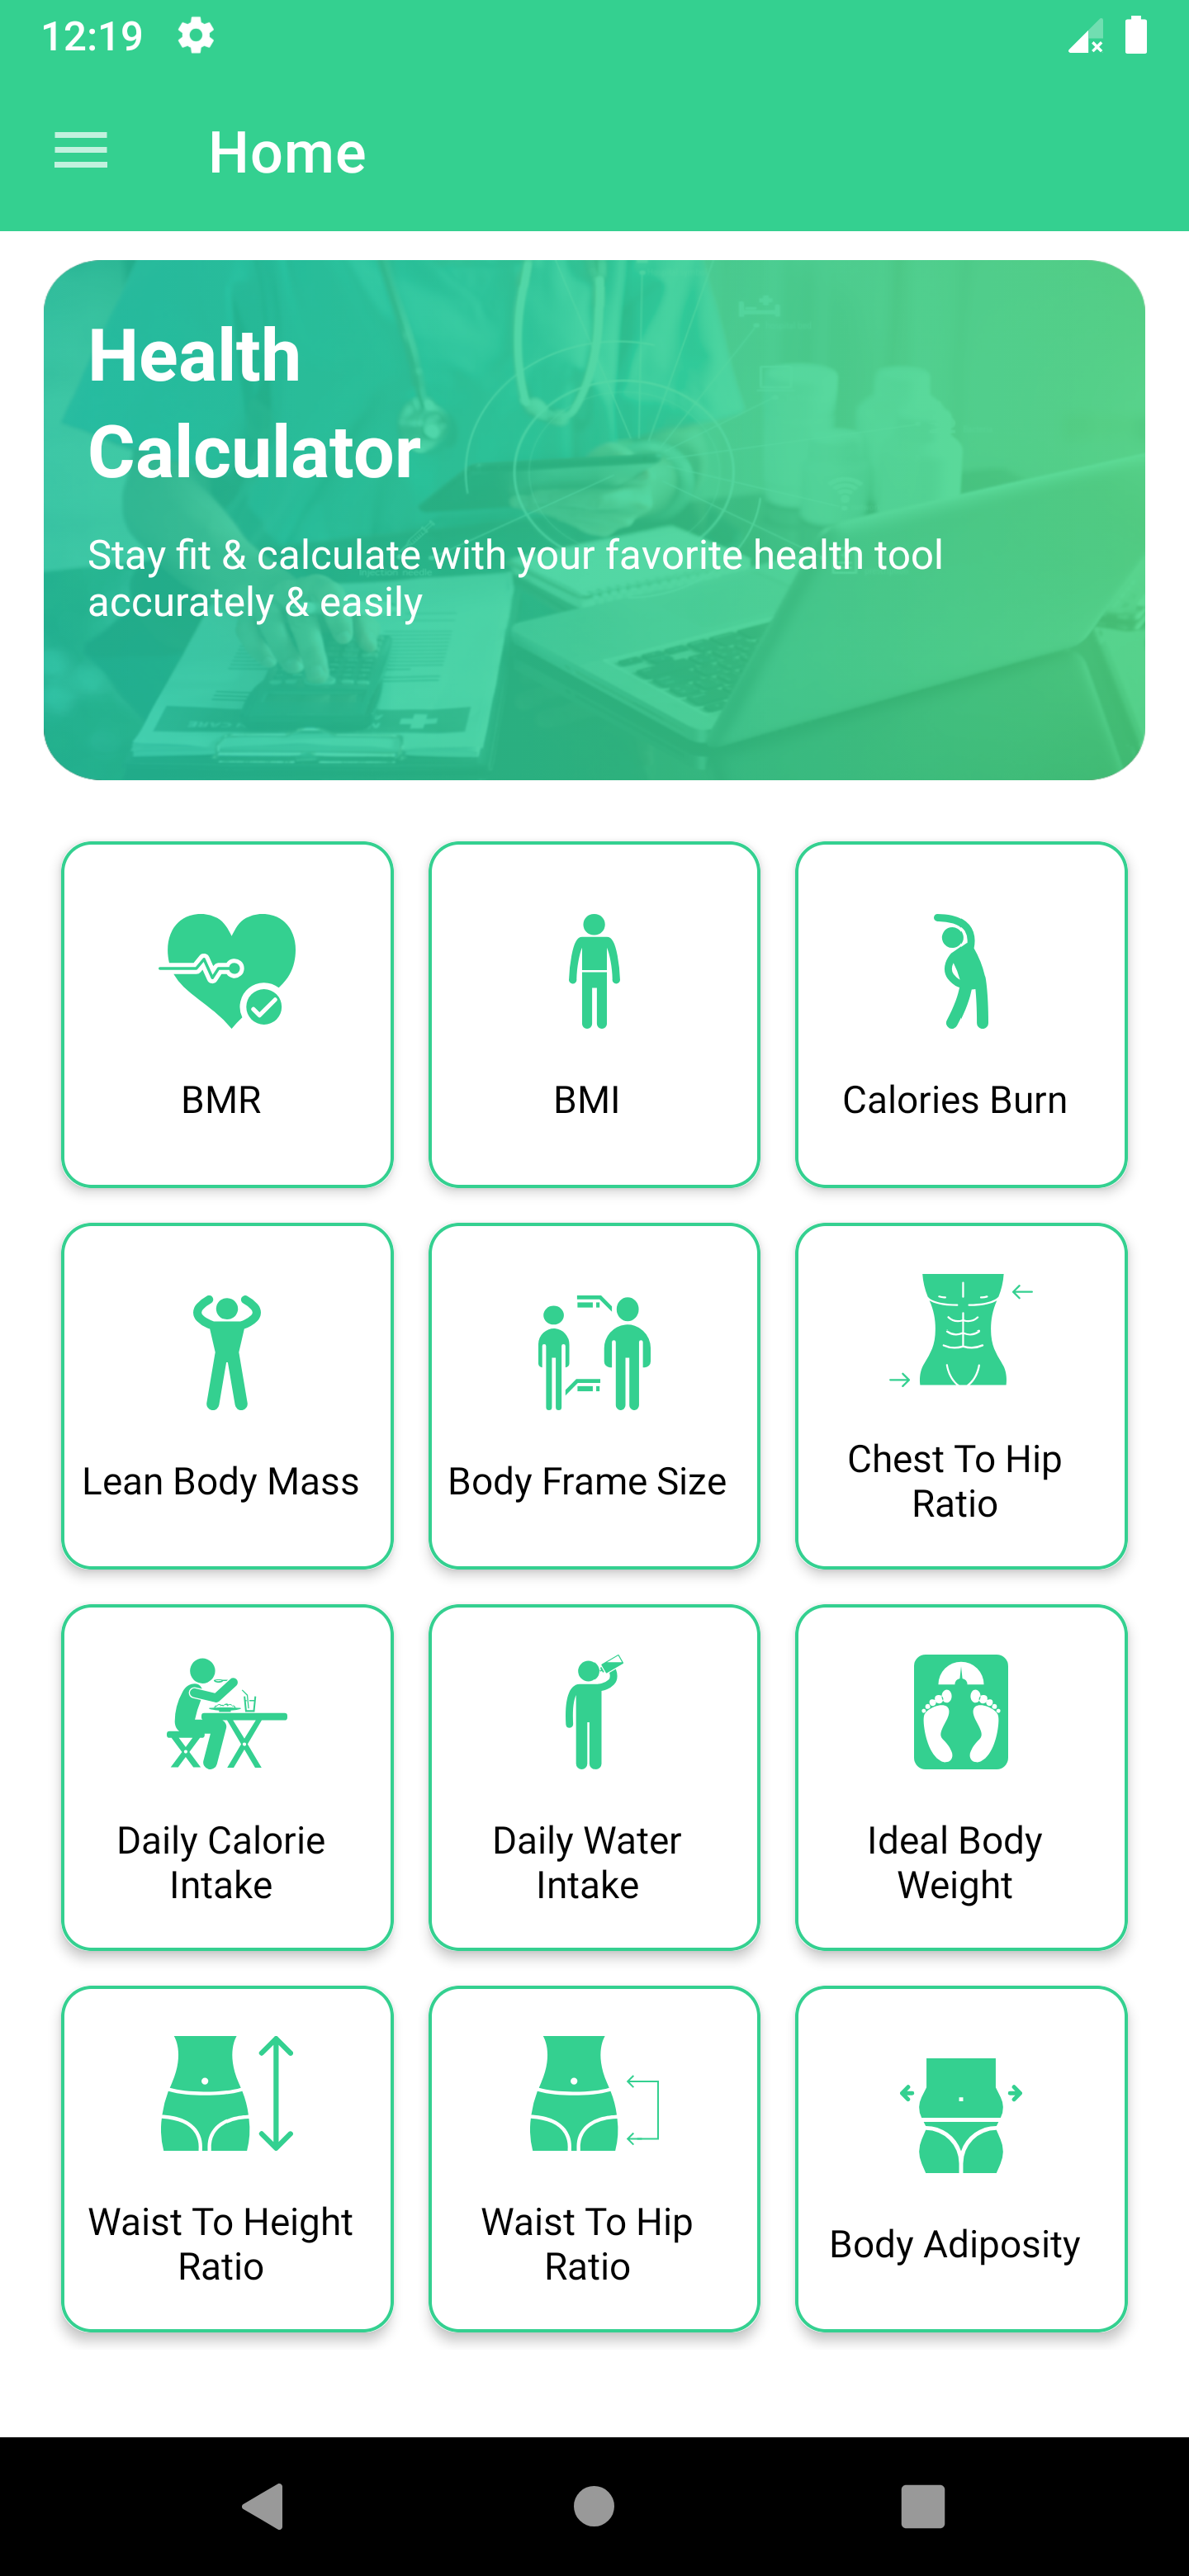 12:19
Home
Health
Calculator
Stay fit & calculate with your favorite health tool
accurately & easily
BMR
BMI
Calories Burn
Lean Body Mass
Body Frame Size
Chest To Hip
Ratio
Daily Calorie
Intake
Daily Water
Intake
Ideal Body
Weight
Waist To Height
Ratio
Waist To Hip
Ratio
Body Adiposity